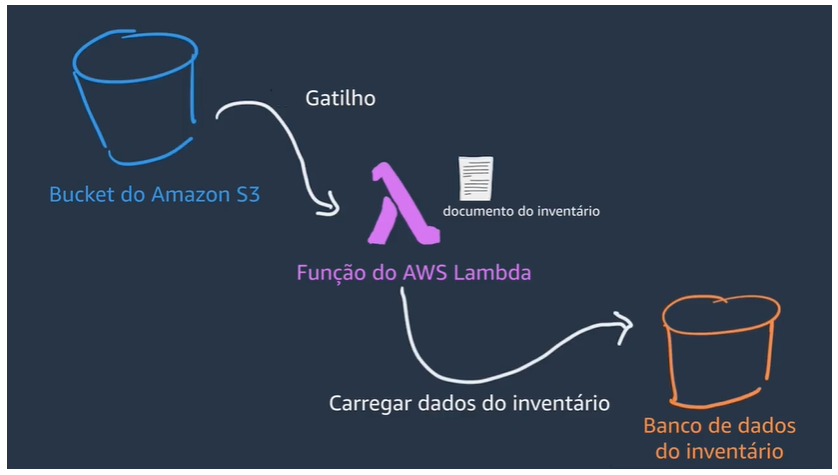 Gatilho
Bucket do Amazon S3
documento do inventário
Função do AWS Lambda
Carregar dados do inventário
Banco de dados
do inventário